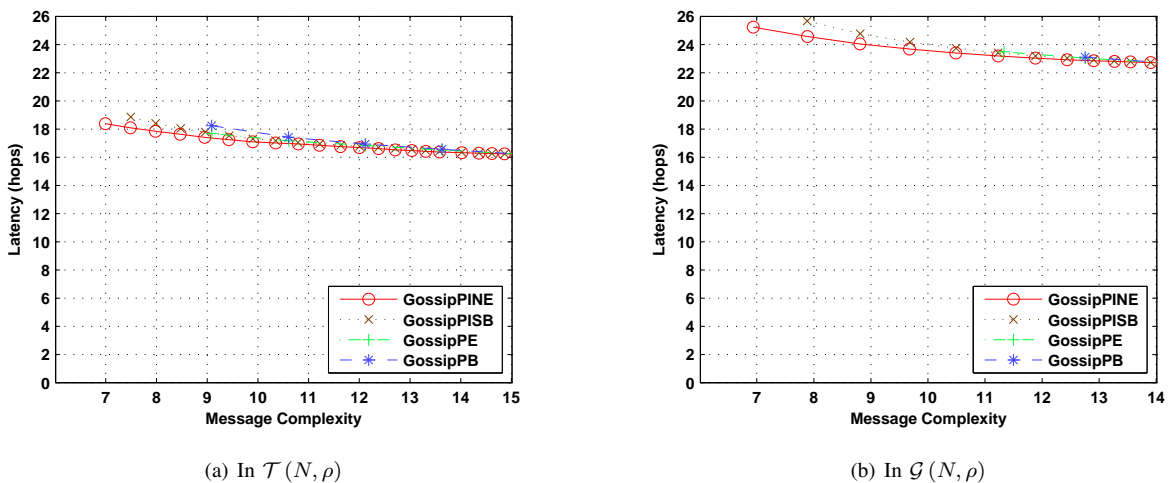 26
24
22
20
18
16
14
12
10
8
6
4
2
0
Latency (hops)
7 8 9 10 11 12 13 14 15
Message Complexity
GossipPINE
GossipPISB
GossipPE
GossipPB
(a) In 𝒯 (N, ρ)
26
24
22
20
18
16
14
12
10
8
6
4
2
0
Latency (hops)
7 8 9 10 11 12 13 14
Message Complexity
GossipPINE
GossipPISB
GossipPE
GossipPB
(b) In 𝒢 (N, ρ)